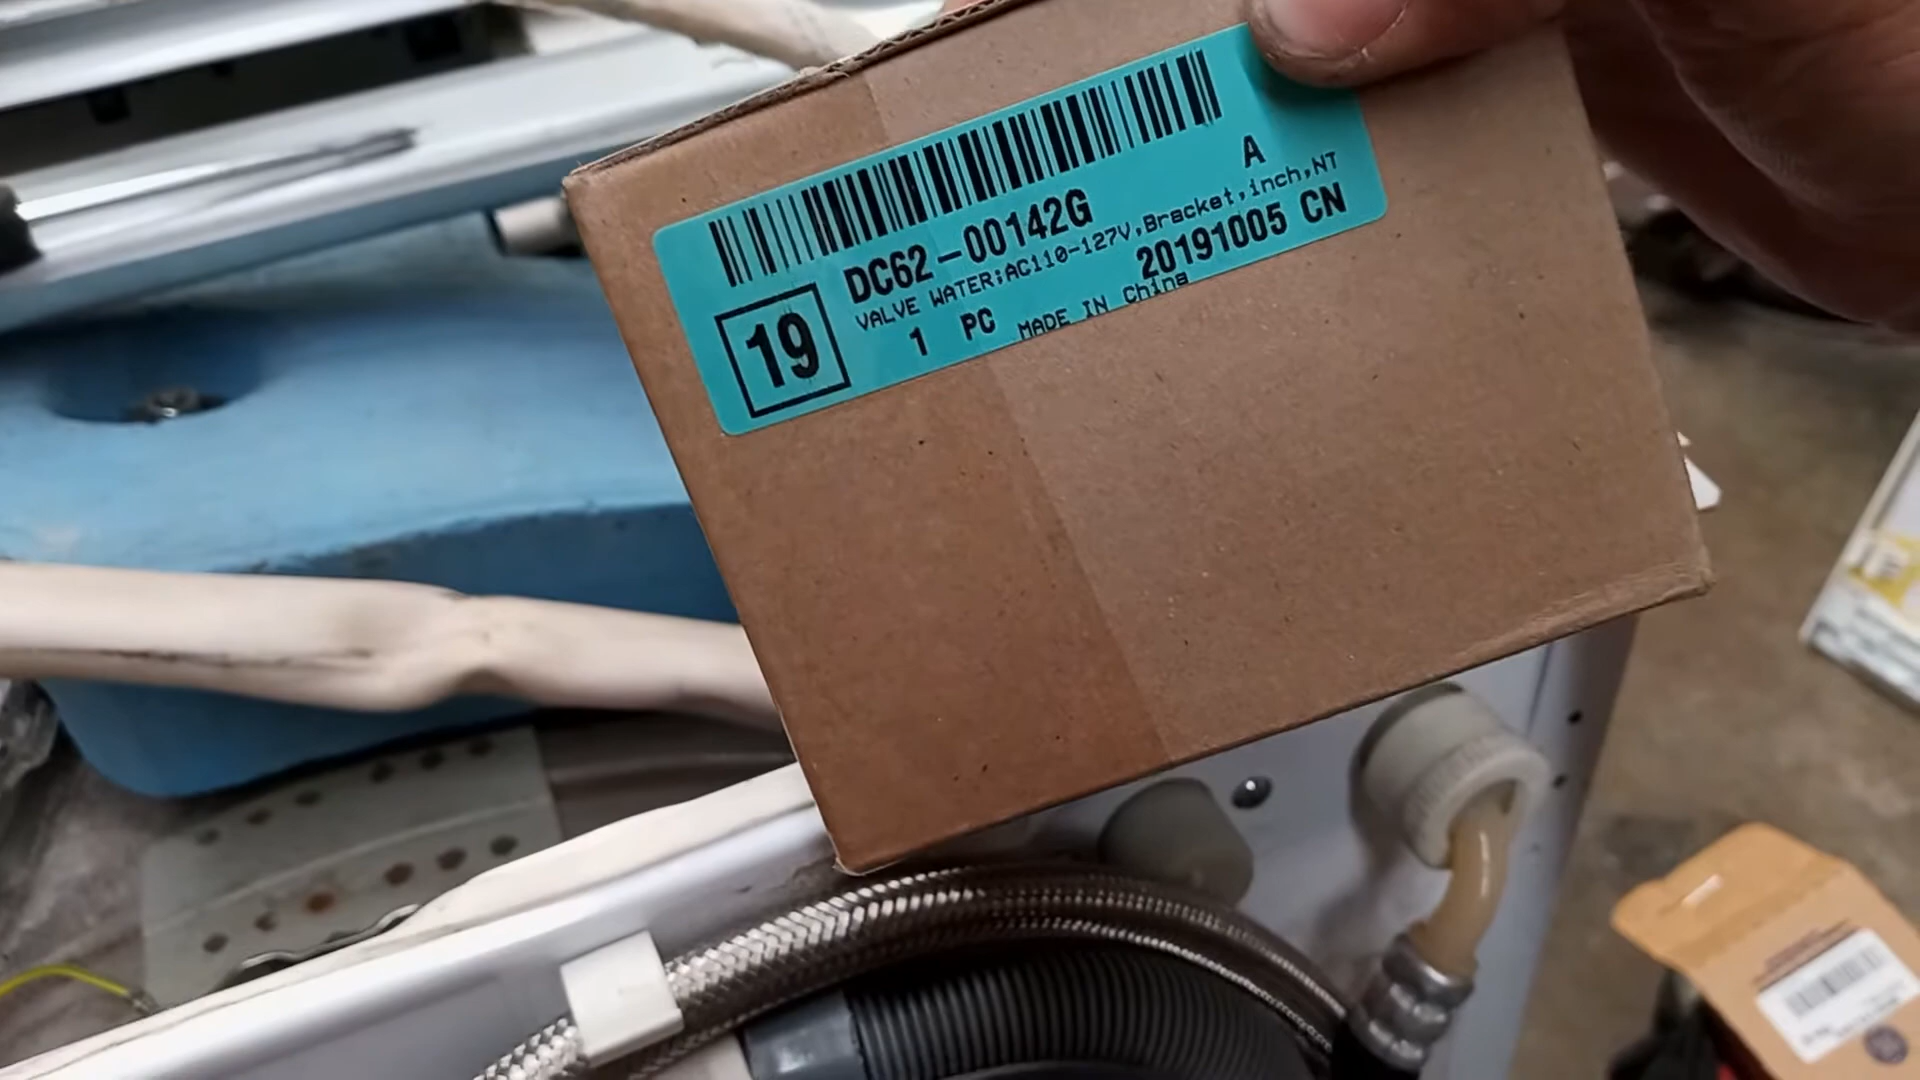 A
DC62-00142G
VALVE WATER;AC110-127V,Bracket,inch,NT
20191005 CN
19
1 PC MADE IN China